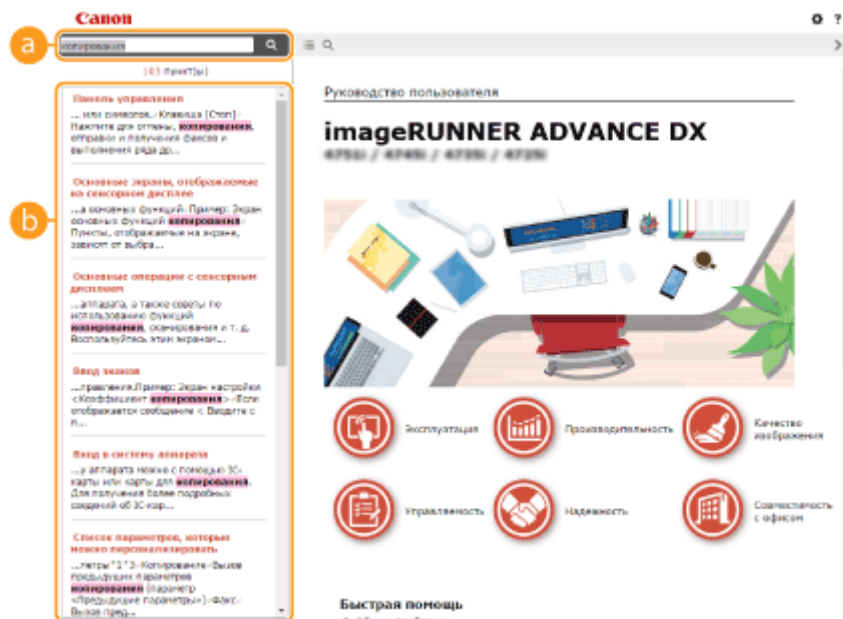 Canon
?
a
копирования
103 пункт(ы)
b
Панель управления
... или символов.-Клавиша [Стоп]-
Нажмите для отмены, копирования,
отправки и получения факсов и
выполнения ряда др...
Основные экраны, отображаемые
на сенсорном дисплее
...а основных функций-Пример: Экран
основных функций копирования-
Пункты, отображаемые на экране,
зависят от выбра...
Основные операции с сенсорным
дисплеем
...аппарата, а также советы по
использованию функций
копирования, сканирования и т. д.
Воспользуйтесь этим экраном...
Ввод знаков
...правления.Пример: Экран настройки
<Коэффициент копирования>-Если
отображается сообщение < Введите с
п...
Вход в систему аппарата
...у аппарата можно с помощью IC-
карты или карты для копирования.
Для получения более подробных
сведений об IC-кар...
Список параметров, которые
можно персонализировать
...тетры"1"3-Копирование-Вызов
предыдущих параметров
копирования (параметр
<Предыдущие параметры>)-Факс-
Вызов пред...
Руководство пользователя
imageRUNNER ADVANCE DX
4751i / 4745i / 4735i / 4725i
Эксплуатация
Производительность
Качество
изображения
Управляемость
Надежность
Совместимость
с офисом
Быстрая помощь